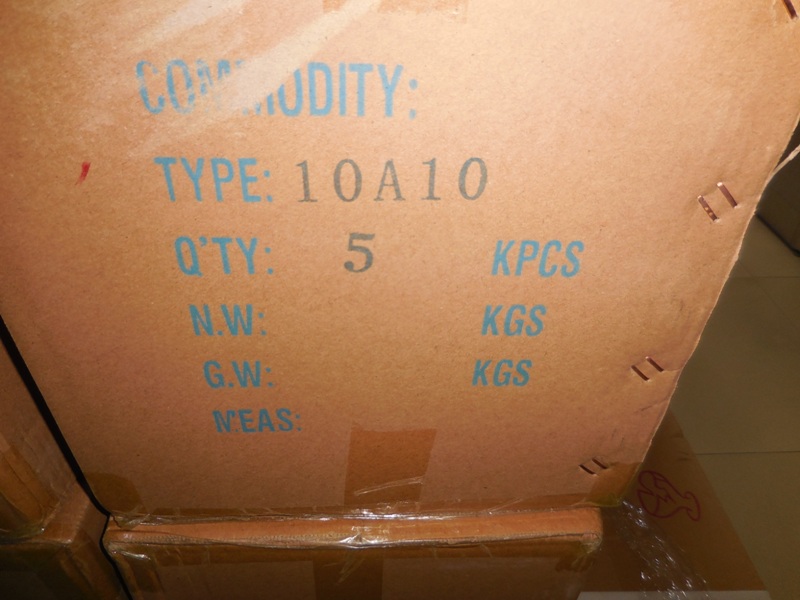 COMMODITY:
TYPE: 10A10
Q'TY: 5 KPCS
N.W: KGS
G.W: KGS
MEAS: